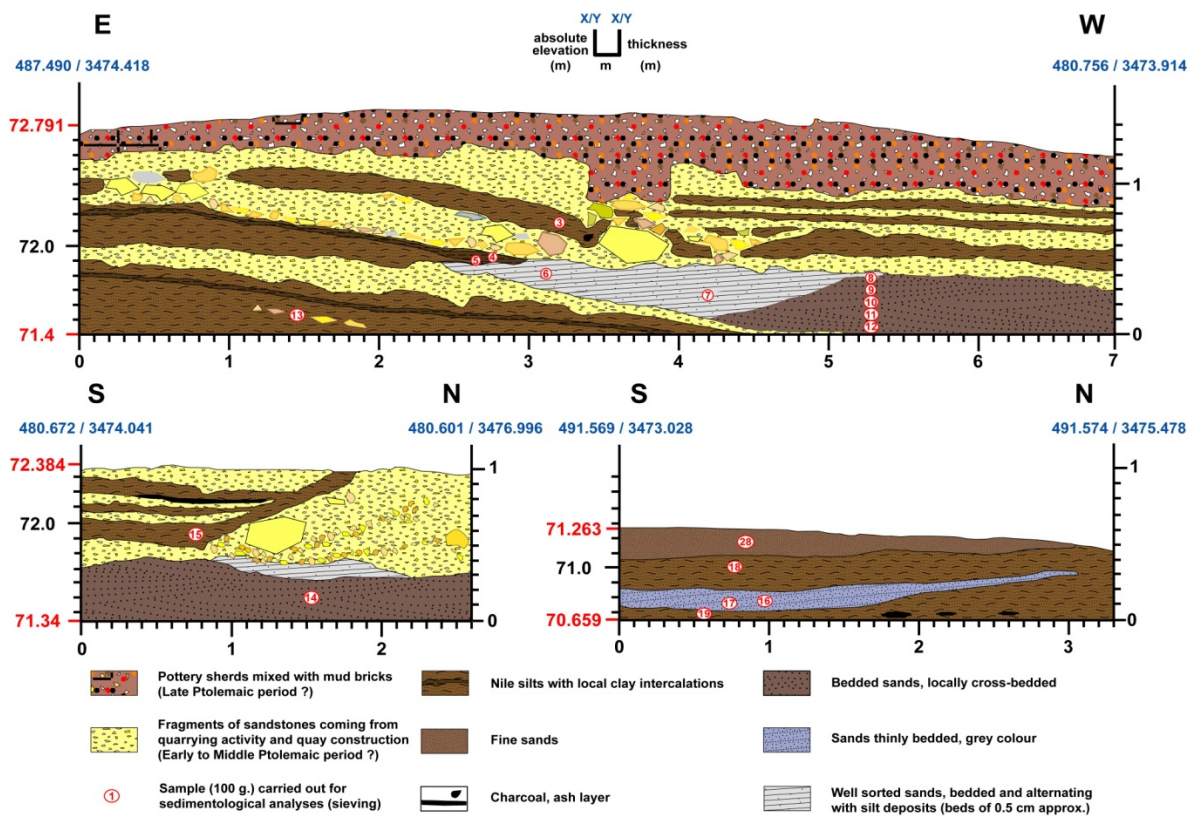 E
X/Y X/Y
W
absolute elevation (m)
m
thickness (m)
487.490 / 3474.418
480.756 / 3473.914
72.791
72.0
71.4
1
0
3
4
5
6
7
8
9
10
11
12
13
0 1 2 3 4 5 6 7
S
N
S
N
480.672 / 3474.041
480.601 / 3476.996
491.569 / 3473.028
491.574 / 3475.478
72.384
72.0
71.34
1
0
15
14
0 1 2
71.263
71.0
70.659
1
0
28
18
17
16
19
0 1 2 3
Pottery sherds mixed with mud bricks
(Late Ptolemaic period ?)
Nile silts with local clay intercalations
Bedded sands, locally cross-bedded
Fragments of sandstones coming from
quarrying activity and quay construction
(Early to Middle Ptolemaic period ?)
Fine sands
Sands thinly bedded, grey colour
1
Sample (100 g.) carried out for
sedimentological analyses (sieving)
Charcoal, ash layer
Well sorted sands, bedded and alternating
with silt deposits (beds of 0.5 cm approx.)